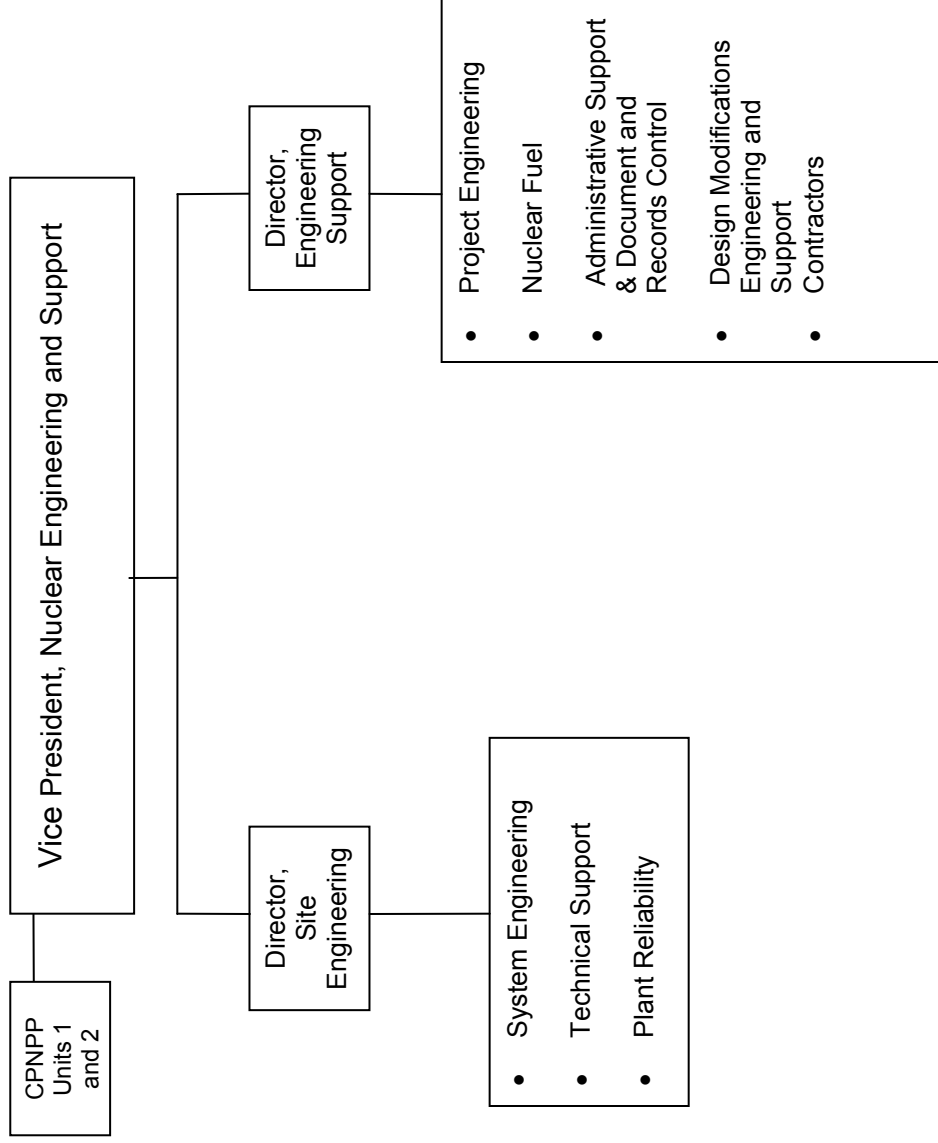 CPNPP
Units 1
and 2
Vice President, Nuclear Engineering and Support
Director,
Site
Engineering
Director,
Engineering
Support
• System Engineering
• Technical Support
• Plant Reliability
• Project Engineering
• Nuclear Fuel
• Administrative Support
& Document and
Records Control
• Design Modifications
Engineering and
Support
• Contractors